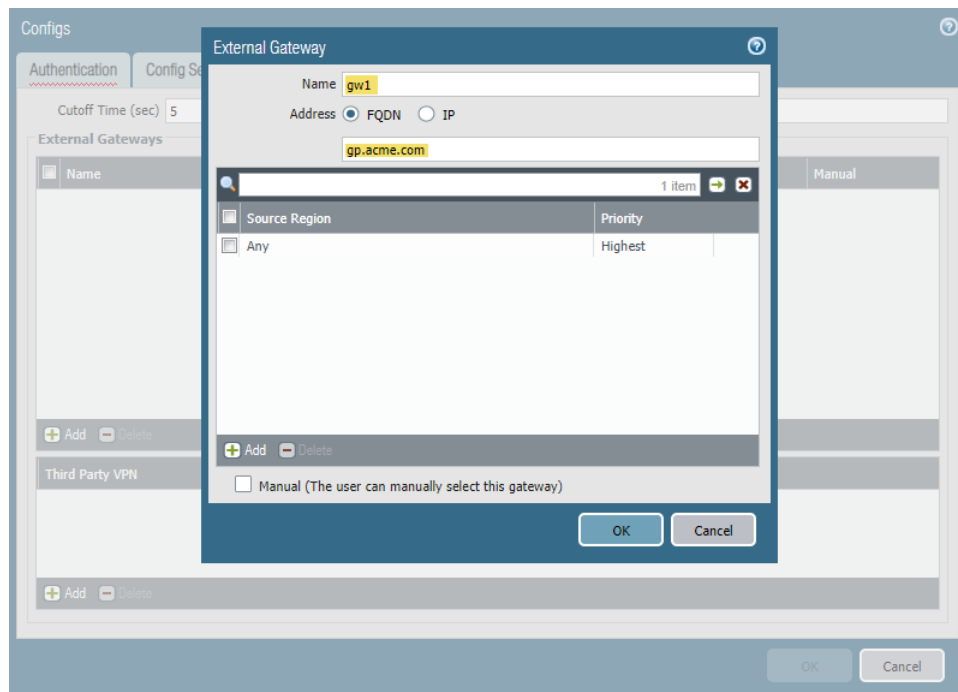 Configs
External Gateway
Authentication
Config Se
Name gw1
Cutoff Time (sec) 5
Address FQDN IP
External Gateways
gp.acme.com
Name
Manual
1 item
Source Region Priority
Any Highest
Add Delete
Add Delete
Third Party VPN
Manual (The user can manually select this gateway)
OK Cancel
Add Delete
OK Cancel